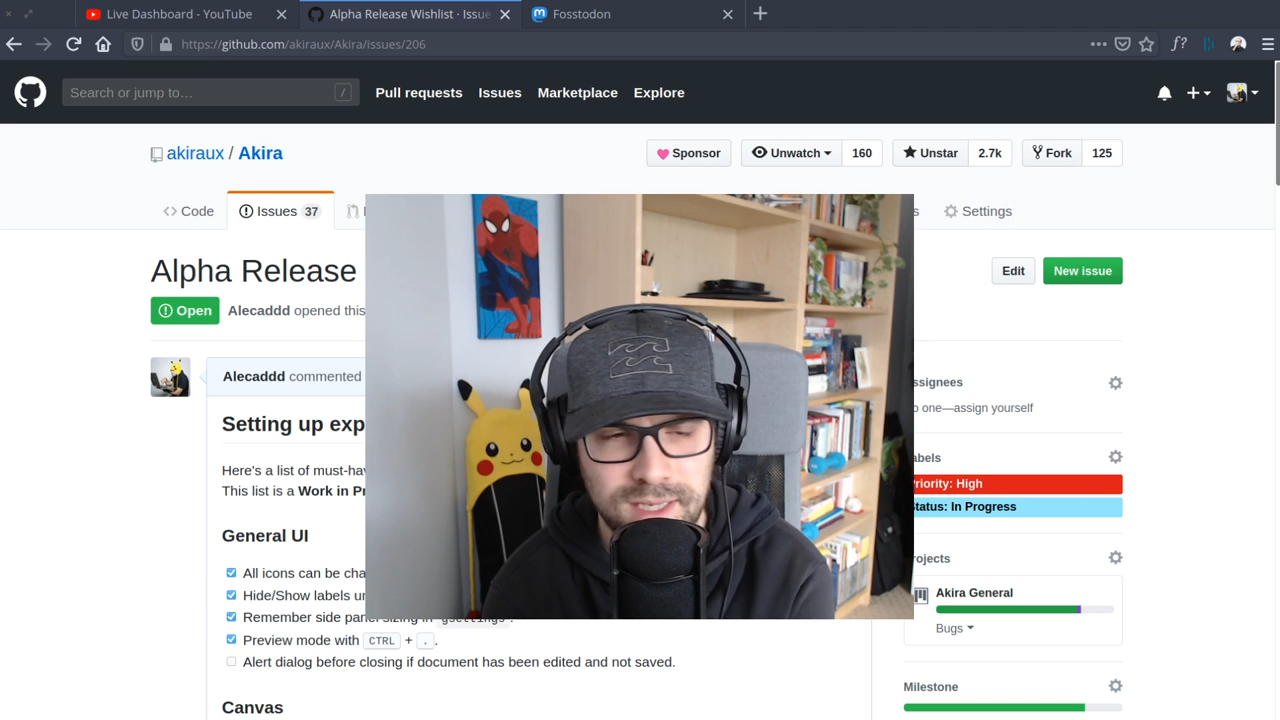 Live Dashboard - YouTube
Alpha Release Wishlist · Issue
Fosstodon
https://github.com/akiraux/Akira/issues/206
f?
Search or jump to… /
Pull requests Issues Marketplace Explore
akiraux / Akira
Sponsor Unwatch 160 Unstar 2.7k Fork 125
Code Issues 37 Settings
Alpha Release
Edit New issue
Open Alecaddd opened this
Alecaddd commented
Setting up exp
Here's a list of must-hav
This list is a Work in Pr
General UI
All icons can be cha
Hide/Show labels un
Remember side panel sizing in gsettings.
Preview mode with CTRL + .
Alert dialog before closing if document has been edited and not saved.
Canvas
ssignees
o one—assign yourself
abels
Priority: High
Status: In Progress
rojects
Akira General
Bugs
Milestone